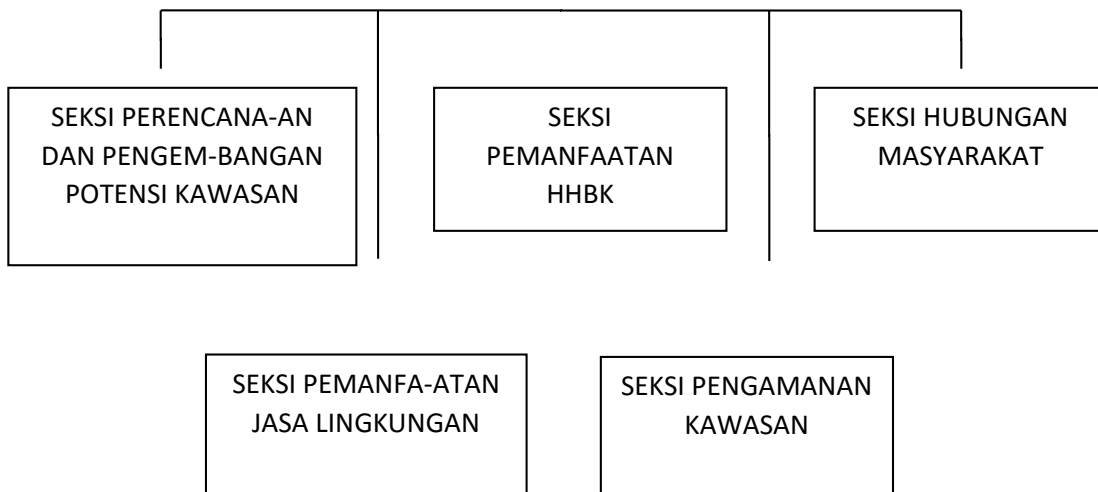 SEKSI PERENCANA-AN
DAN PENGEM-BANGAN
POTENSI KAWASAN
SEKSI
PEMANFAATAN
HHBK
SEKSI HUBUNGAN
MASYARAKAT
SEKSI PEMANFA-ATAN
JASA LINGKUNGAN
SEKSI PENGAMANAN
KAWASAN